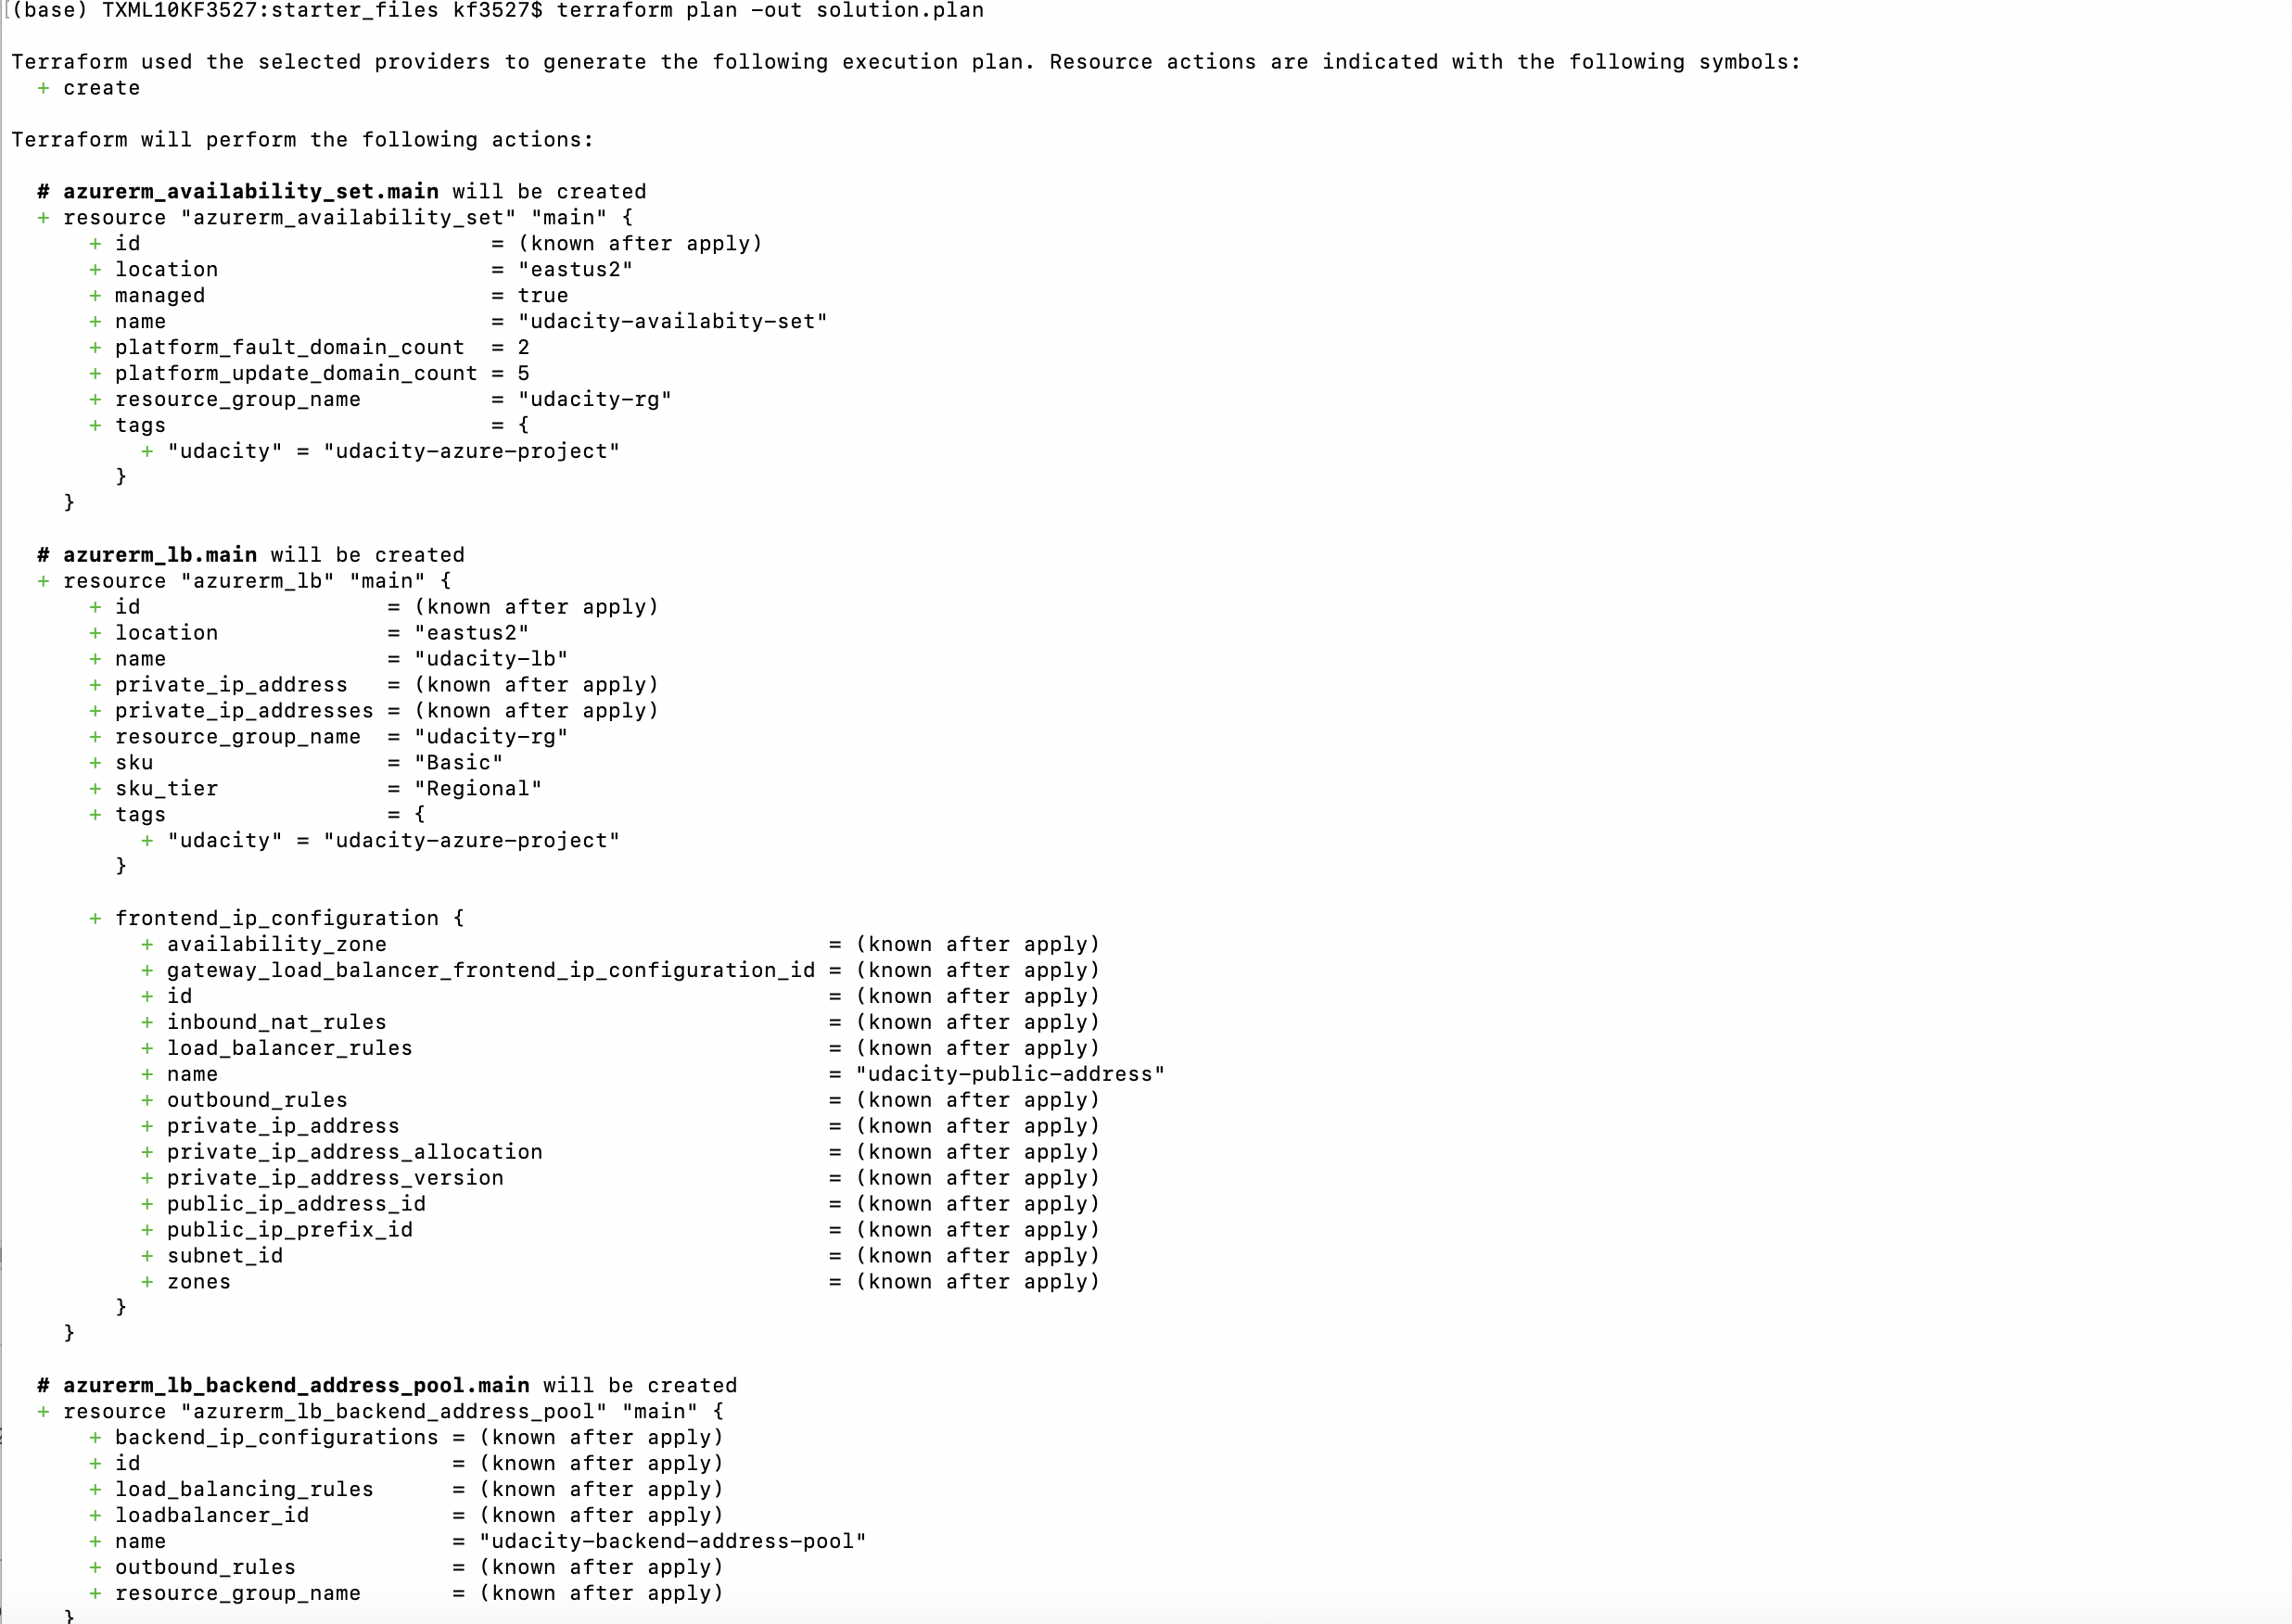 (base) TXML10KF3527:starter_files kf3527$ terraform plan -out solution.plan
Terraform used the selected providers to generate the following execution plan. Resource actions are indicated with the following symbols:
+ create
Terraform will perform the following actions:
# azurerm_availability_set.main will be created
+ resource "azurerm_availability_set" "main" {
+ id = (known after apply)
+ location = "eastus2"
+ managed = true
+ name = "udacity-availabity-set"
+ platform_fault_domain_count = 2
+ platform_update_domain_count = 5
+ resource_group_name = "udacity-rg"
+ tags = {
+ "udacity" = "udacity-azure-project"
}
}
# azurerm_lb.main will be created
+ resource "azurerm_lb" "main" {
+ id = (known after apply)
+ location = "eastus2"
+ name = "udacity-lb"
+ private_ip_address = (known after apply)
+ private_ip_addresses = (known after apply)
+ resource_group_name = "udacity-rg"
+ sku = "Basic"
+ sku_tier = "Regional"
+ tags = {
+ "udacity" = "udacity-azure-project"
}
+ frontend_ip_configuration {
+ availability_zone = (known after apply)
+ gateway_load_balancer_frontend_ip_configuration_id = (known after apply)
+ id = (known after apply)
+ inbound_nat_rules = (known after apply)
+ load_balancer_rules = (known after apply)
+ name = "udacity-public-address"
+ outbound_rules = (known after apply)
+ private_ip_address = (known after apply)
+ private_ip_address_allocation = (known after apply)
+ private_ip_address_version = (known after apply)
+ public_ip_address_id = (known after apply)
+ public_ip_prefix_id = (known after apply)
+ subnet_id = (known after apply)
+ zones = (known after apply)
}
}
# azurerm_lb_backend_address_pool.main will be created
+ resource "azurerm_lb_backend_address_pool" "main" {
+ backend_ip_configurations = (known after apply)
+ id = (known after apply)
+ load_balancing_rules = (known after apply)
+ loadbalancer_id = (known after apply)
+ name = "udacity-backend-address-pool"
+ outbound_rules = (known after apply)
+ resource_group_name = (known after apply)
}